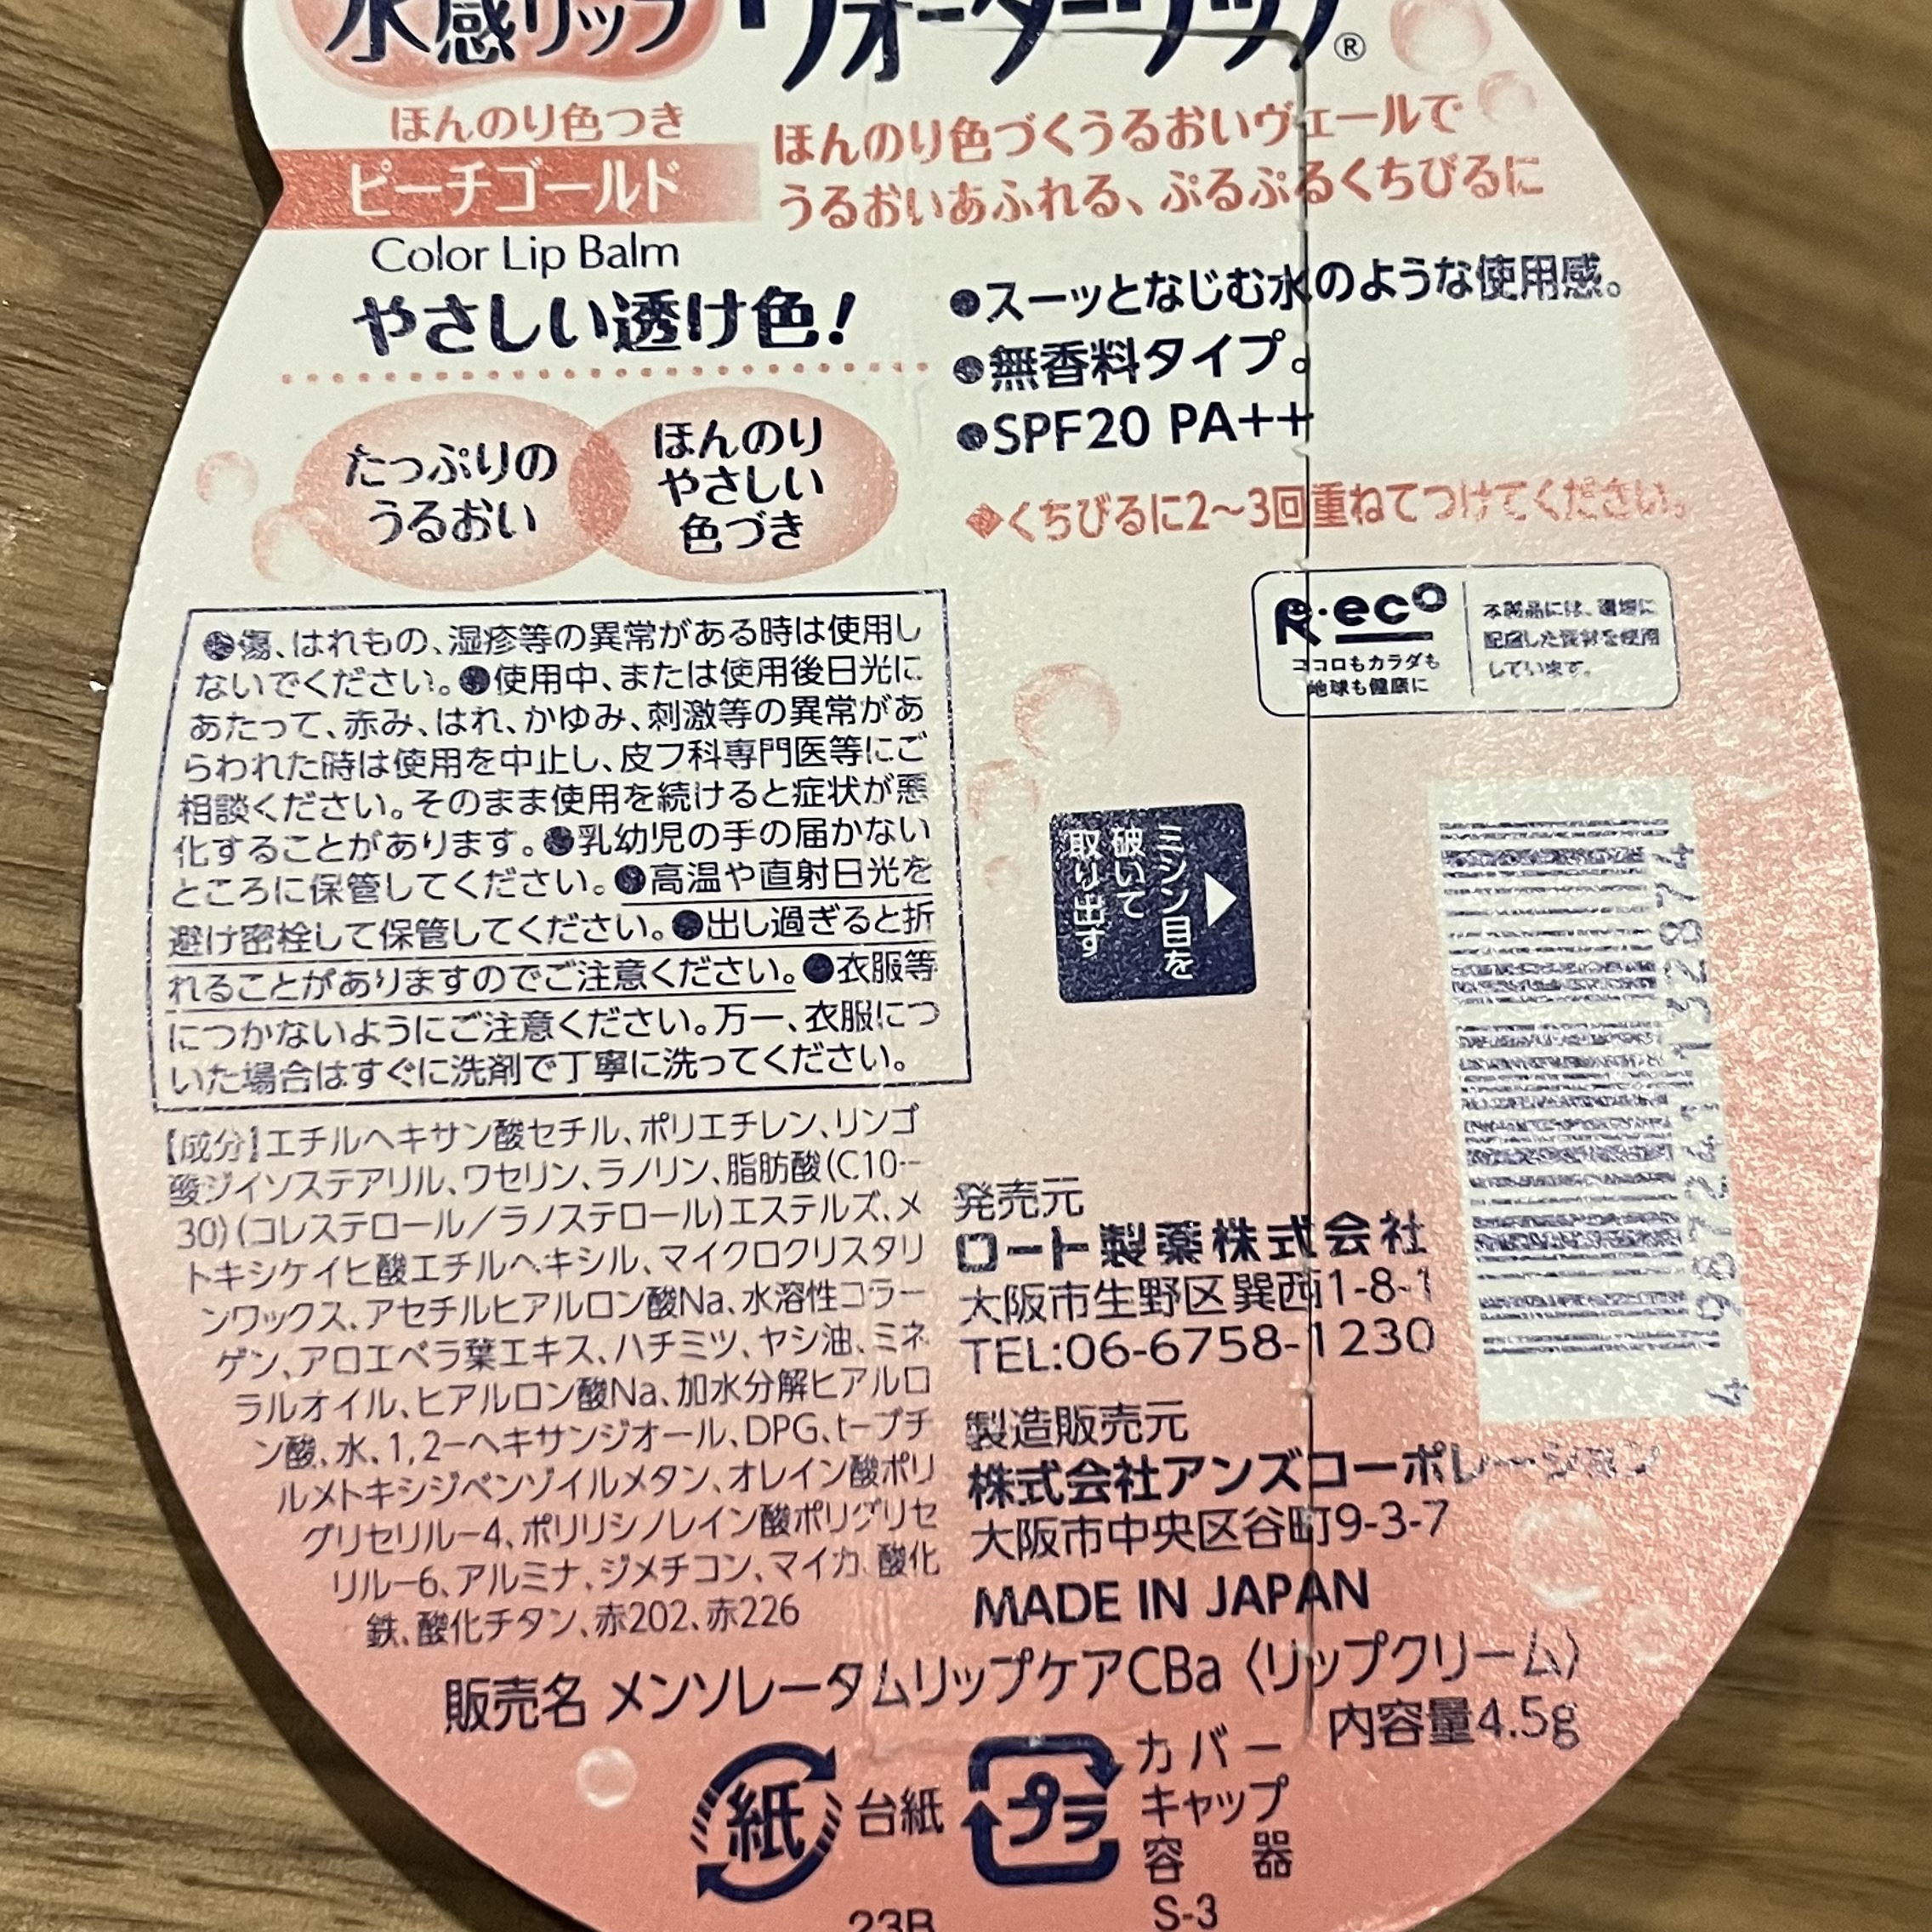 水感リップ
ウォーターリップ®
ほんのり色つき
ピーチゴールド
Color Lip Balm
やさしい透け色!
たっぷりの
うるおい
ほんのり
やさしい
色づき
ほんのり色づくうるおいヴェールで
うるおいあふれる、ぷるぷるくちびるに
●スーッとなじむ水のような使用感。
●無香料タイプ。
●SPF20 PA++
◆くちびるに2〜3回重ねてつけてください。
R・eco
ココロもカラダも
地球も健康に
本製品には、環境に
配慮した資材を使用
しています。
●傷、はれもの、湿疹等の異常がある時は使用し
ないでください。●使用中、または使用後日光に
あたって、赤み、はれ、かゆみ、刺激等の異常があ
らわれた時は使用を中止し、皮フ科専門医等にご
相談ください。そのまま使用を続けると症状が悪
化することがあります。●乳幼児の手の届かない
ところに保管してください。●高温や直射日光を
避け密栓して保管してください。●出し過ぎると折
れることがありますのでご注意ください。●衣服等
につかないようにご注意ください。万一、衣服につ
いた場合はすぐに洗剤で丁寧に洗ってください。
ミシン目を
破いて
取り出す
【成分】エチルヘキサン酸セチル、ポリエチレン、リンゴ
酸ジイソステアリル、ワセリン、ラノリン、脂肪酸(C10-
30)(コレステロール/ラノステロール)エステルズ、メ
トキシケイヒ酸エチルヘキシル、マイクロクリスタリ
ンワックス、アセチルヒアルロン酸Na、水溶性コラー
ゲン、アロエベラ葉エキス、ハチミツ、ヤシ油、ミネ
ラルオイル、ヒアルロン酸Na、加水分解ヒアルロ
ン酸、水、1,2-ヘキサンジオール、DPG、t-ブチ
ルメトキシジベンゾイルメタン、オレイン酸ポリ
グリセリル-4、ポリリシノレイン酸ポリグリセ
リル-6、アルミナ、ジメチコン、マイカ、酸化
鉄、酸化チタン、赤202、赤226
発売元
ロート製薬株式会社
大阪市生野区巽西1-8-1
TEL:06-6758-1230
製造販売元
株式会社アンズコーポレーション
大阪市中央区谷町9-3-7
MADE IN JAPAN
4987241132874
販売名 メンソレータムリップケアCBa〈リップクリーム〉
内容量4.5g
紙
台紙
プラ
カバー
キャップ
容器
23B
S-3